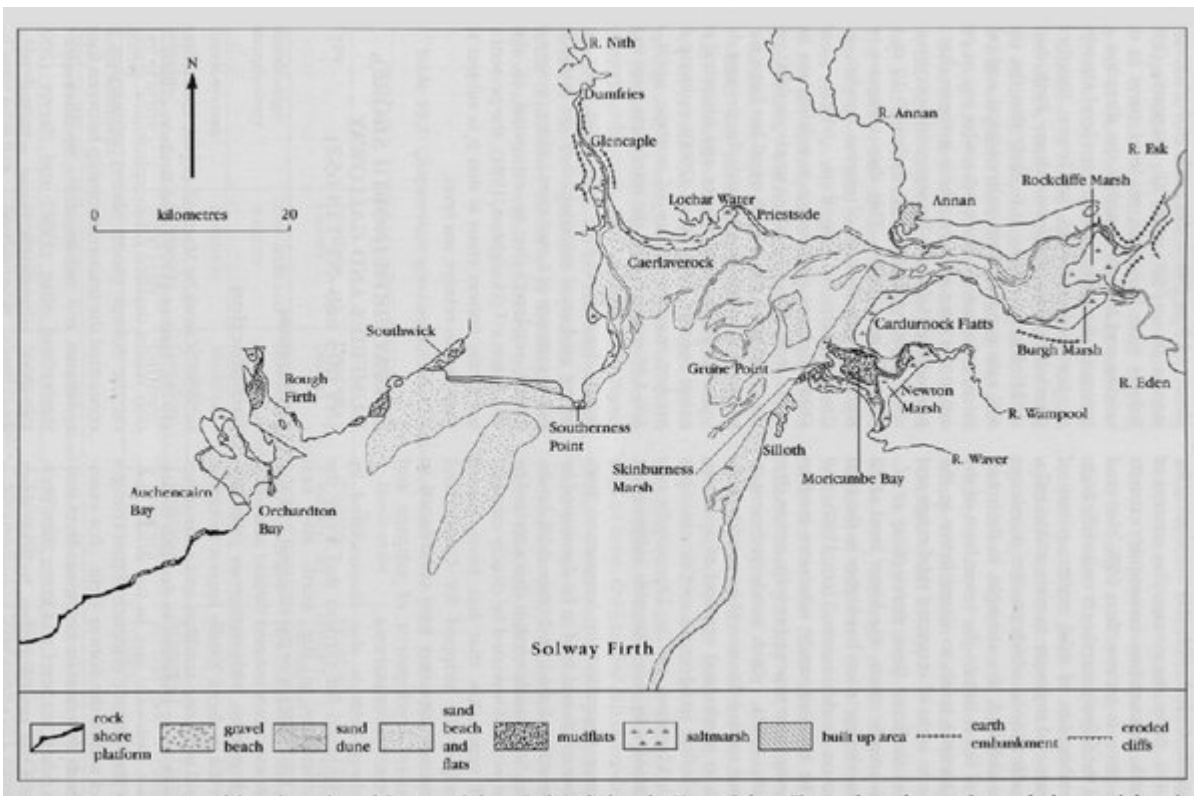 N
R. Nith
Dumfries
Glencaple
R. Annan
R. Esk
Rockcliffe Marsh
0 kilometres 20
Lochar Water
Priestside
Annan
Caerlaverock
Southwick
Cardurnock Flatts
Burgh Marsh
Rough
Firth
Grune Point
Newton
Marsh
R. Eden
R. Wampool
Southerness
Point
Silloth
R. Waver
Skinburness
Marsh
Moricambe Bay
Auchencairn
Bay
Orchardton
Bay
Solway Firth
rock
shore
platform
gravel
beach
sand
dune
sand
beach
and
flats
mudflats
saltmarsh
built up area
earth
embankment
eroded
cliffs